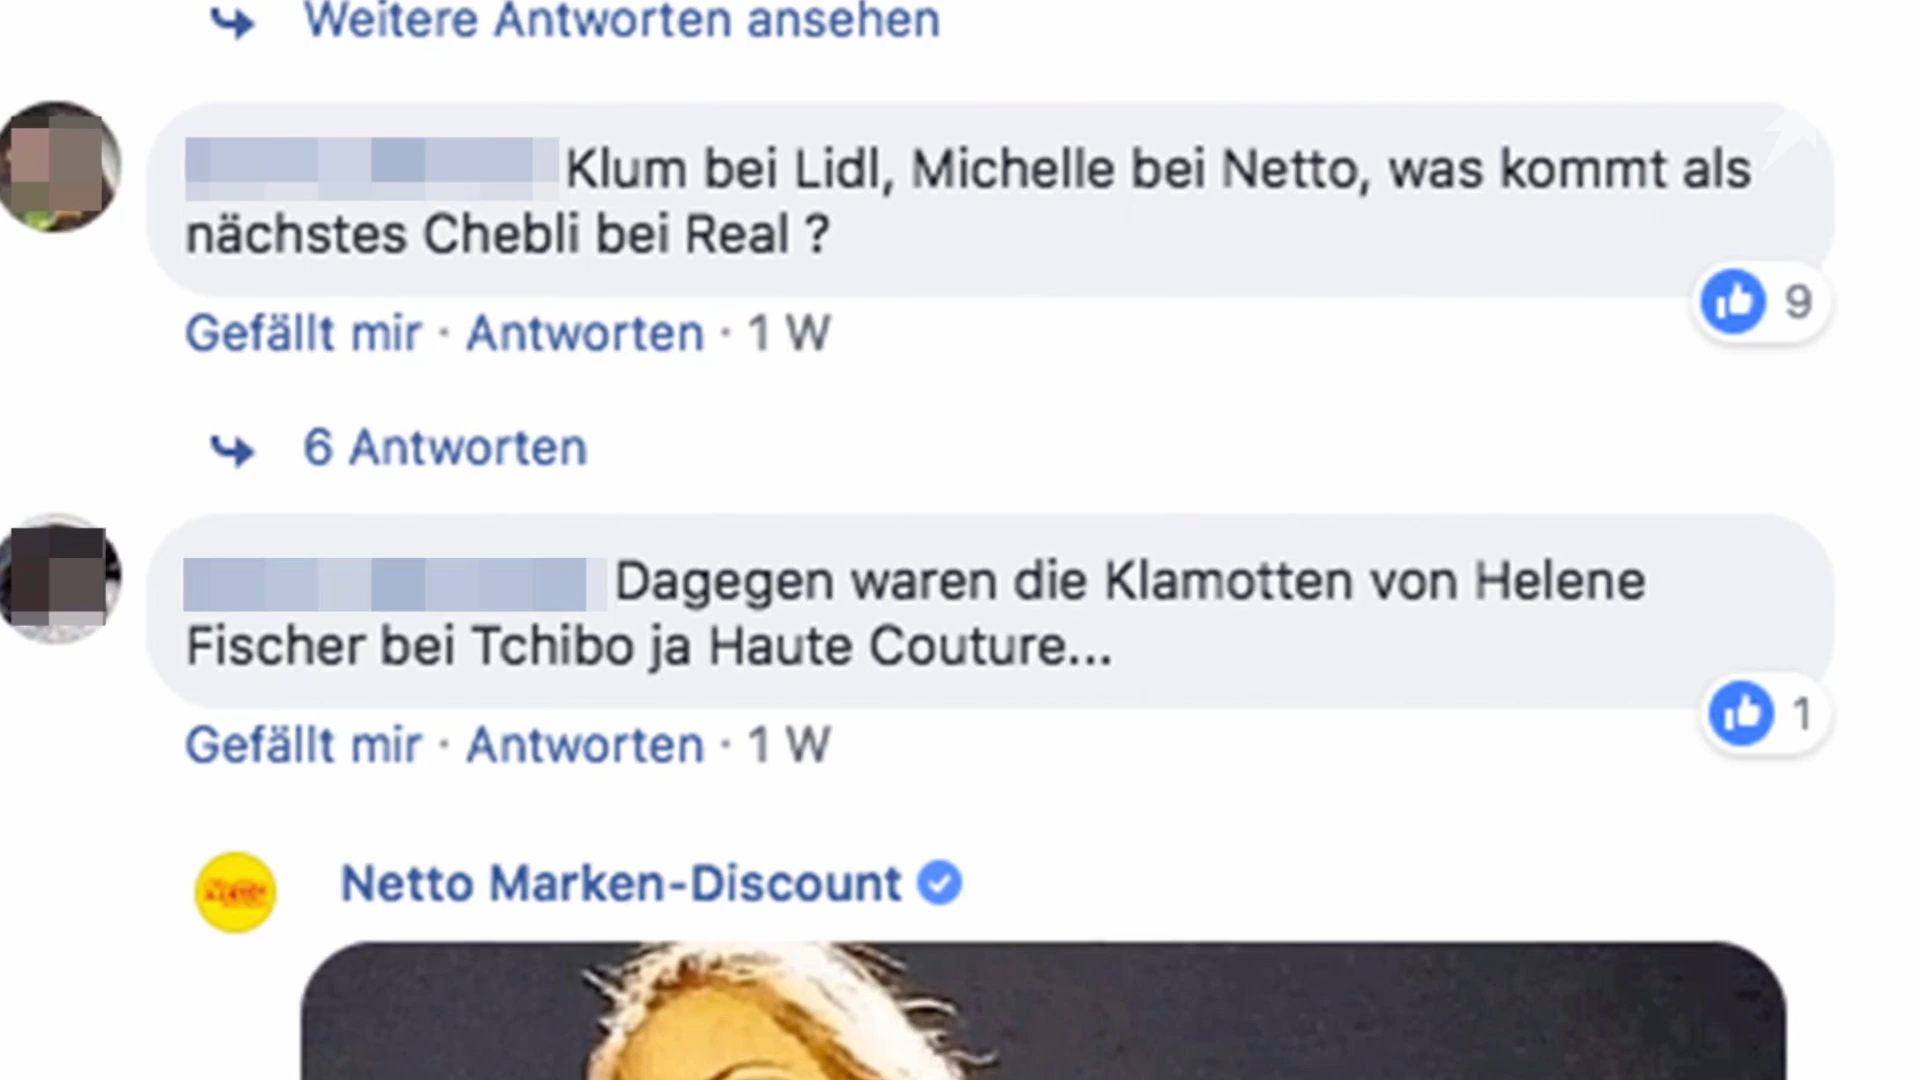 Weitere Antworten ansehen
Klum bei Lidl, Michelle bei Netto, was kommt als
nächstes Chebli bei Real ?
9
Gefällt mir · Antworten · 1 W
6 Antworten
Dagegen waren die Klamotten von Helene
Fischer bei Tchibo ja Haute Couture...
1
Gefällt mir · Antworten · 1 W
Netto
Netto Marken-Discount